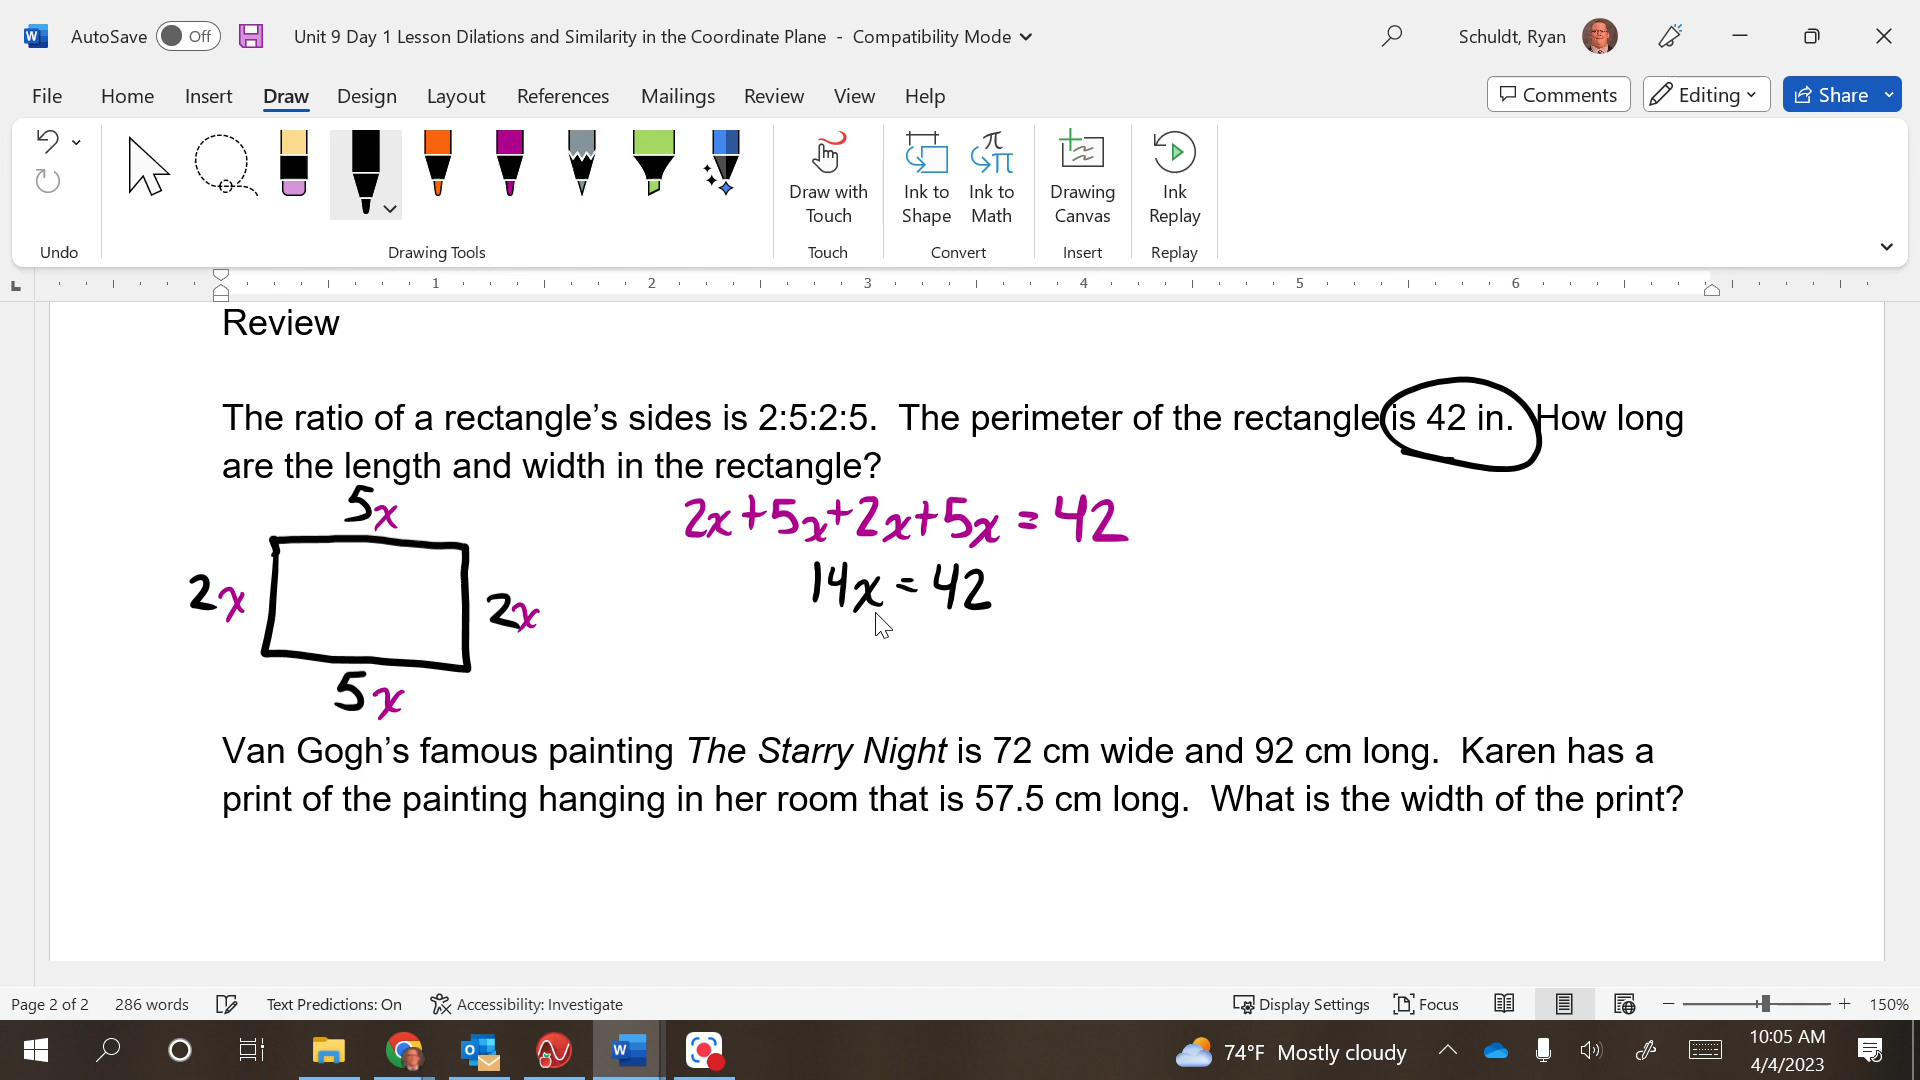 AutoSave Off Unit 9 Day 1 Lesson Dilations and Similarity in the Coordinate Plane - Compatibility Mode Schuldt, Ryan
File Home Insert Draw Design Layout References Mailings Review View Help Comments Editing Share
Draw with Touch
Ink to Shape
Ink to Math
Drawing Canvas
Ink Replay
Undo Drawing Tools Touch Convert Insert Replay
1 2 3 4 5 6
Review
The ratio of a rectangle's sides is 2:5:2:5. The perimeter of the rectangle is 42 in. How long
are the length and width in the rectangle?
5x
2x+5x+2x+5x = 42
14x = 42
2x
2x
5x
Van Gogh's famous painting The Starry Night is 72 cm wide and 92 cm long. Karen has a
print of the painting hanging in her room that is 57.5 cm long. What is the width of the print?
Page 2 of 2 286 words Text Predictions: On Accessibility: Investigate Display Settings Focus 150%
74°F Mostly cloudy 10:05 AM
4/4/2023